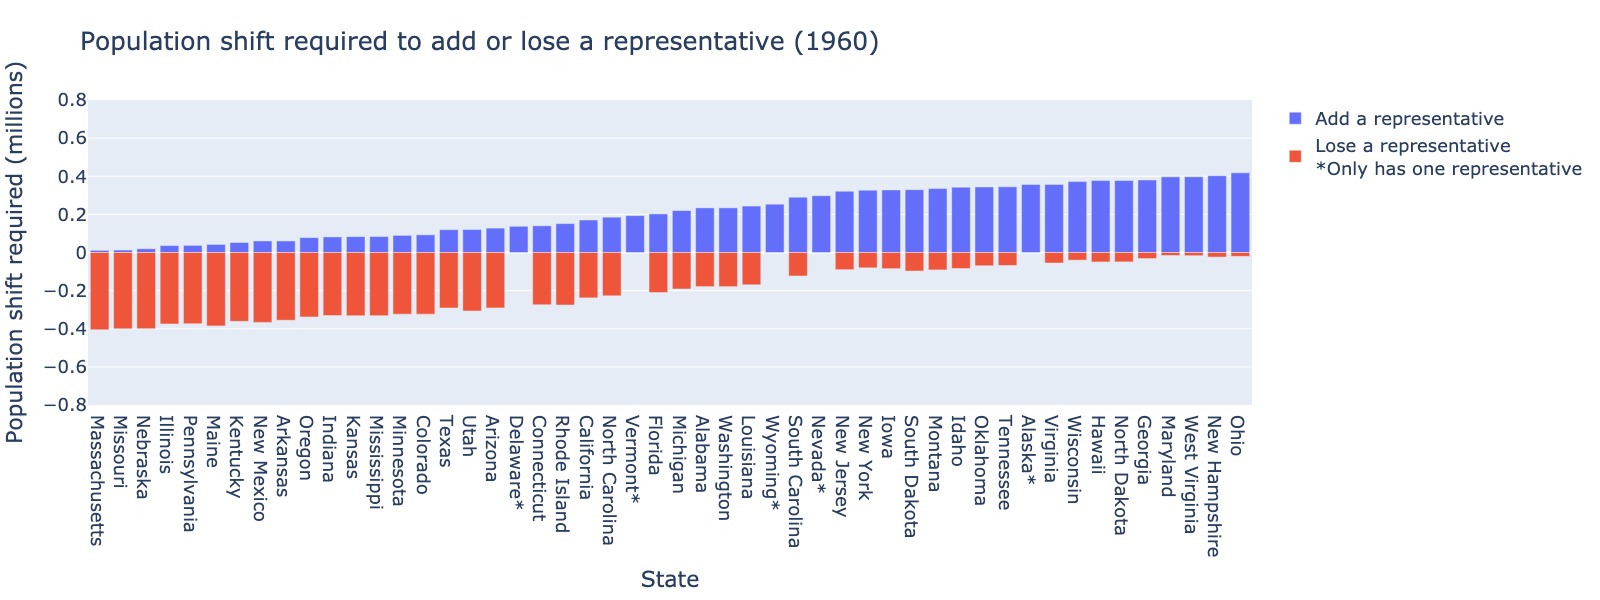 Population shift required to add or lose a representative (1960)
Population shift required (millions)
0.8
0.6
0.4
0.2
0
−0.2
−0.4
−0.6
−0.8
Massachusetts
Missouri
Nebraska
Illinois
Pennsylvania
Maine
Kentucky
New Mexico
Arkansas
Oregon
Indiana
Kansas
Mississippi
Minnesota
Colorado
Texas
Utah
Arizona
Delaware*
Connecticut
Rhode Island
California
North Carolina
Vermont*
Florida
Michigan
Alabama
Washington
Louisiana
Wyoming*
South Carolina
Nevada*
New Jersey
New York
Iowa
South Dakota
Montana
Idaho
Oklahoma
Tennessee
Alaska*
Virginia
Wisconsin
Hawaii
North Dakota
Georgia
Maryland
West Virginia
New Hampshire
Ohio
State
Add a representative
Lose a representative
*Only has one representative